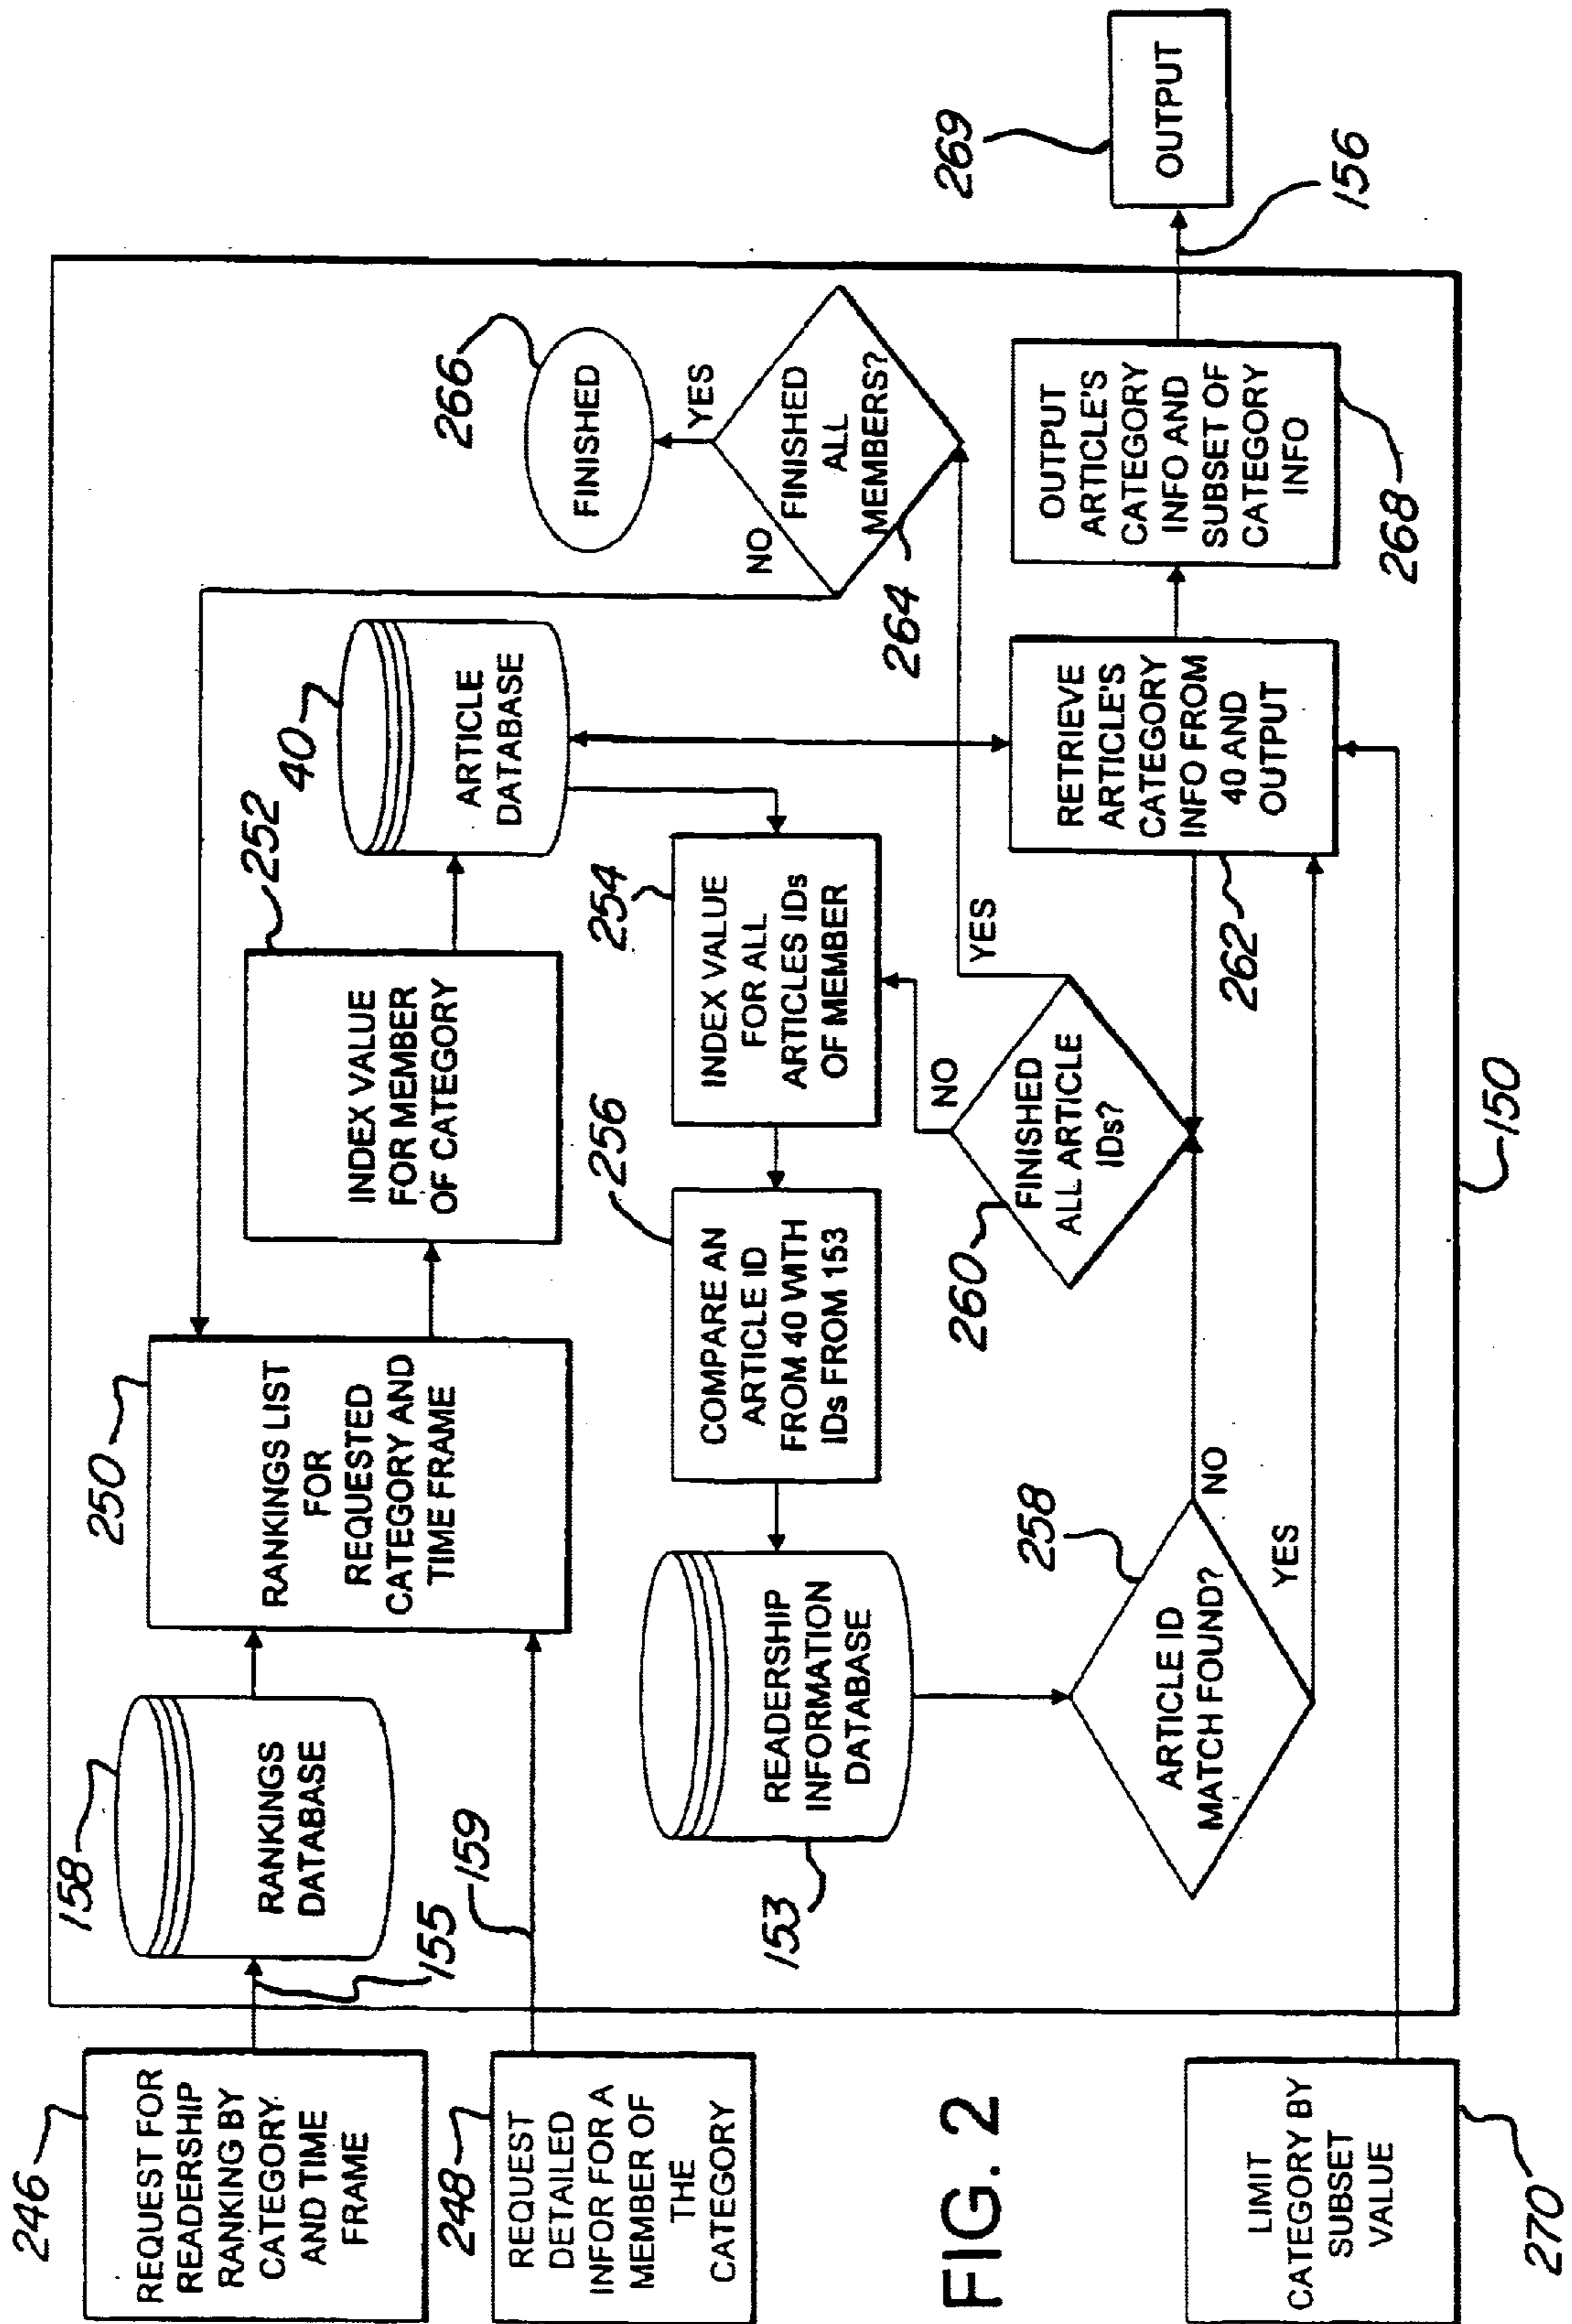 246
REQUEST FOR
READERSHIP
RANKING BY
CATEGORY
AND TIME
FRAME
155
158
RANKINGS
DATABASE
250
RANKINGS LIST
FOR
REQUESTED
CATEGORY AND
TIME FRAME
252
INDEX VALUE
FOR MEMBER
OF CATEGORY
40
ARTICLE
DATABASE
266
FINISHED
YES
NO
FINISHED
ALL
MEMBERS?
264
248
REQUEST
DETAILED
INFOR FOR A
MEMBER OF
THE
CATEGORY
159
153
READERSHIP
INFORMATION
DATABASE
256
COMPARE AN
ARTICLE ID
FROM 40 WITH
IDs FROM 153
254
INDEX VALUE
FOR ALL
ARTICLES IDs
OF MEMBER
258
ARTICLE ID
MATCH FOUND?
NO
YES
260
FINISHED
ALL ARTICLE
IDs?
NO
YES
262
RETRIEVE
ARTICLE'S
CATEGORY
INFO FROM
40 AND
OUTPUT
OUTPUT
ARTICLE'S
CATEGORY
INFO AND
SUBSET OF
CATEGORY
INFO
268
269
OUTPUT
156
150
FIG. 2
LIMIT
CATEGORY BY
SUBSET
VALUE
270